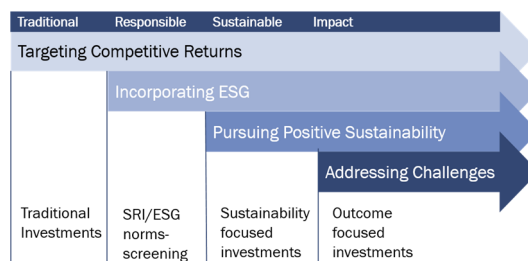 Traditional Responsible Sustainable Impact
Targeting Competitive Returns
Incorporating ESG
Pursuing Positive Sustainability
Addressing Challenges
Traditional
Investments
SRI/ESG
norms-
screening
Sustainability
focused
investments
Outcome
focused
investments